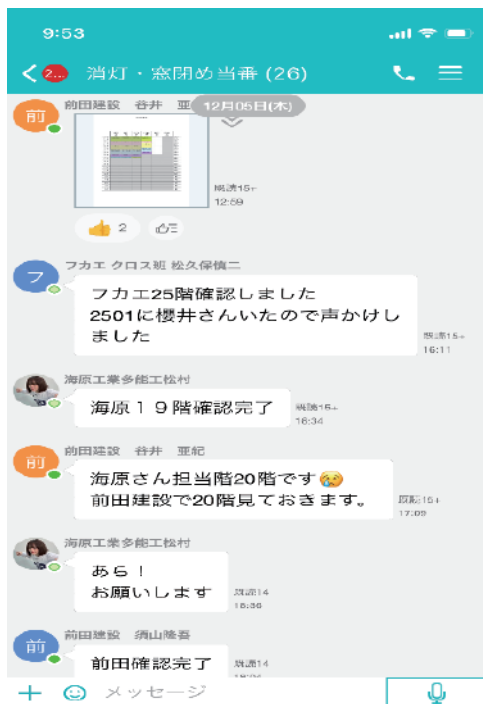 9:53
2... 消灯・窓閉め当番 (26)
前 前田建設 谷井 亜
12月05日(木)
既読15+
12:59
2
フカエ クロス班 松久保慎二
フ
フカエ25階確認しました
2501に櫻井さんいたので声かけし
ました
既読15+
16:11
海原工業多能工松村
海原19階確認完了
既読15+
16:34
前田建設 谷井 亜紀
前
海原さん担当階20階です😢
前田建設で20階見ておきます。
既読15+
17:09
海原工業多能工松村
あら!
お願いします
既読14
前田建設 須山隆吾
前
前田確認完了
既読14
メッセージ